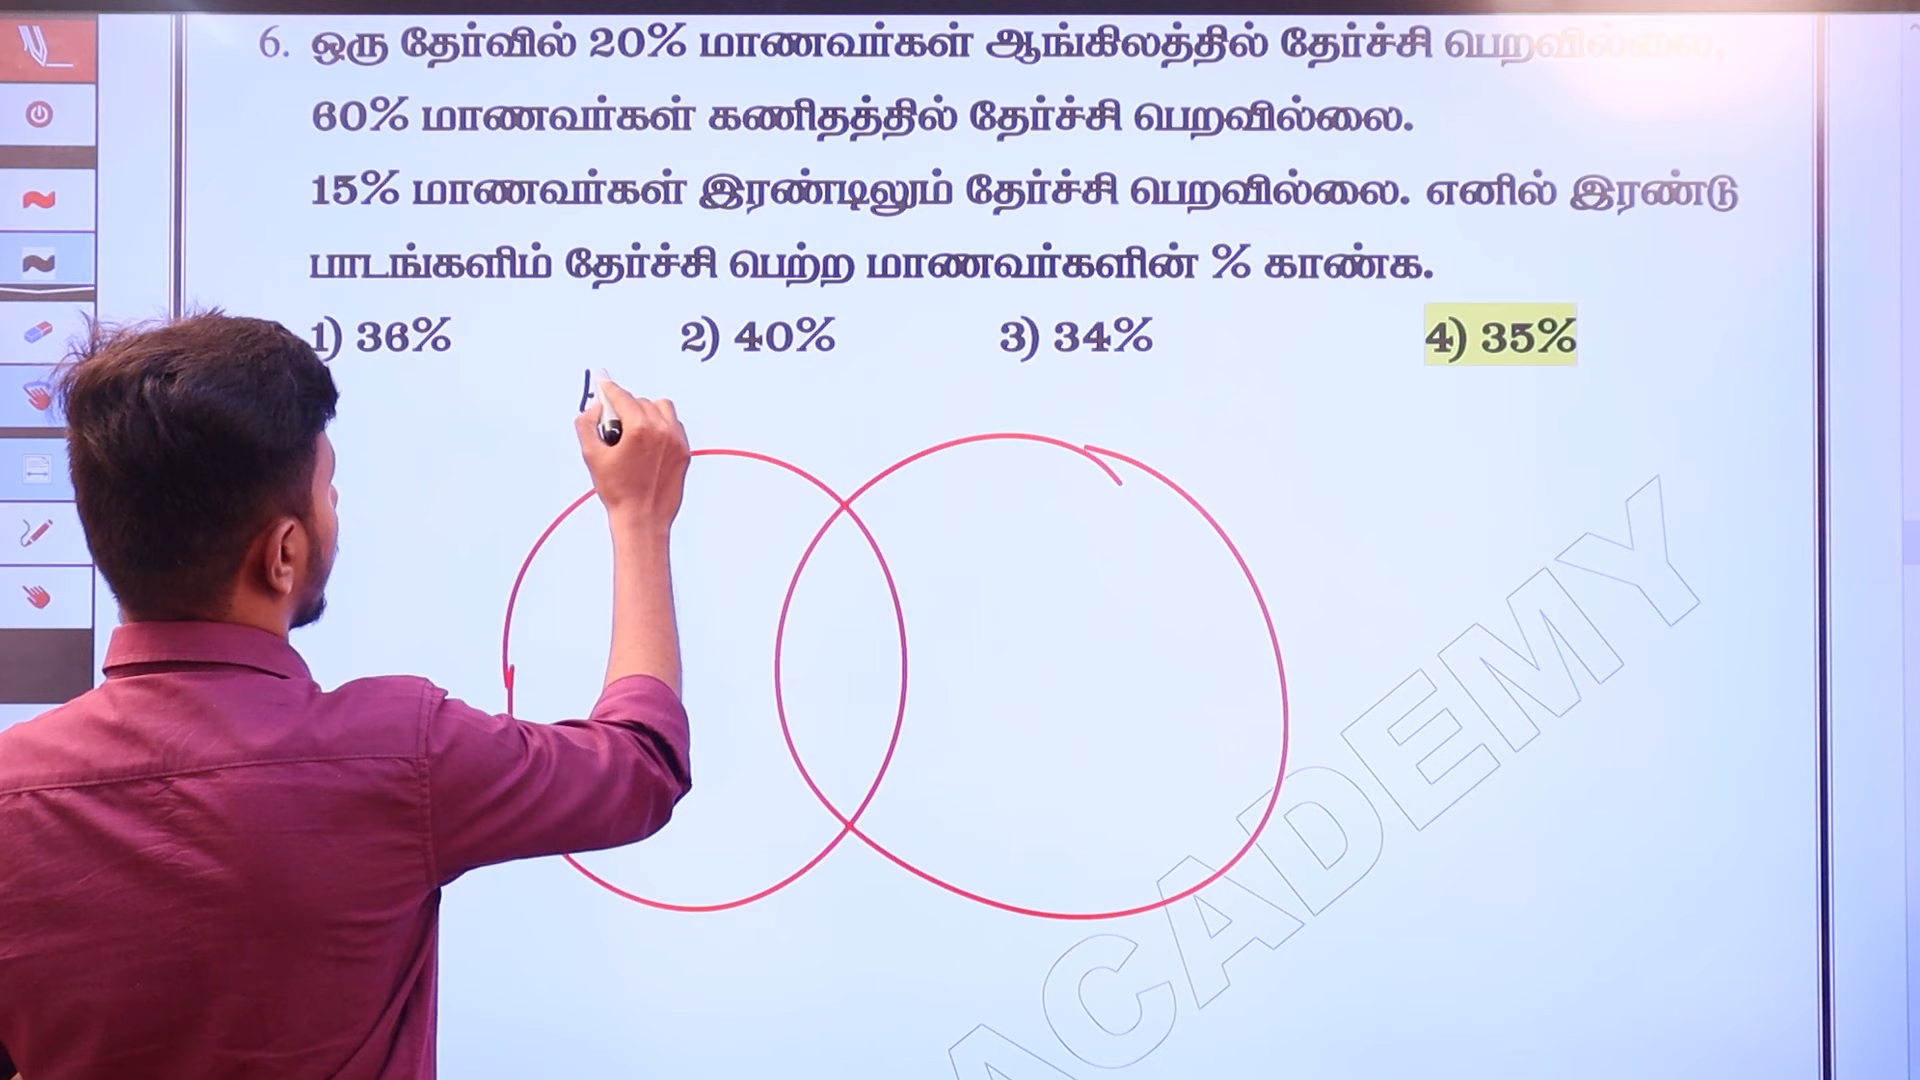 6. ஒரு தேர்வில் 20% மாணவர்கள் ஆங்கிலத்தில் தேர்ச்சி பெறவில்லை,
60% மாணவர்கள் கணிதத்தில் தேர்ச்சி பெறவில்லை.
15% மாணவர்கள் இரண்டிலும் தேர்ச்சி பெறவில்லை. எனில் இரண்டு
பாடங்களிம் தேர்ச்சி பெற்ற மாணவர்களின் % காண்க.
1) 36% 2) 40% 3) 34% 4) 35%
ACADEMY